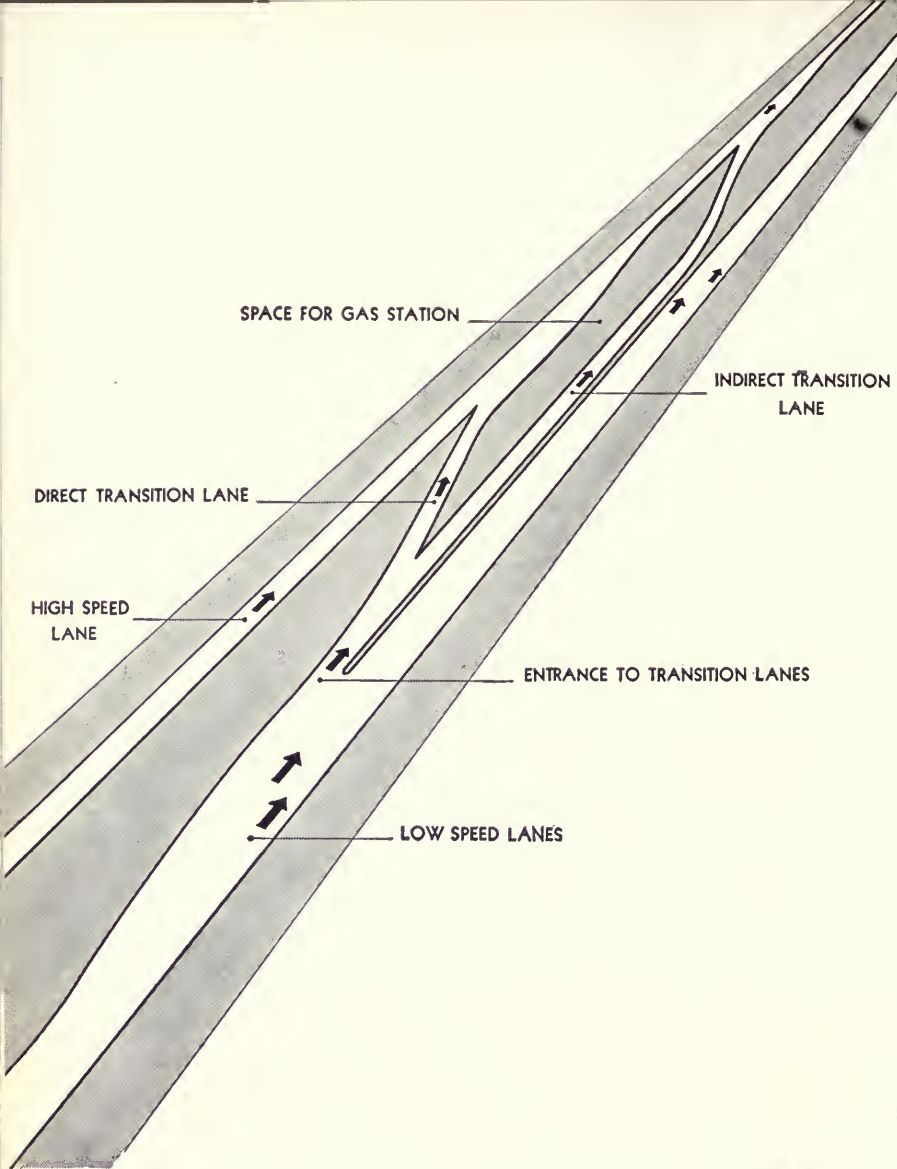 SPACE FOR GAS STATION
INDIRECT TRANSITION
LANE
DIRECT TRANSITION LANE
HIGH SPEED
LANE
ENTRANCE TO TRANSITION LANES
LOW SPEED LANES